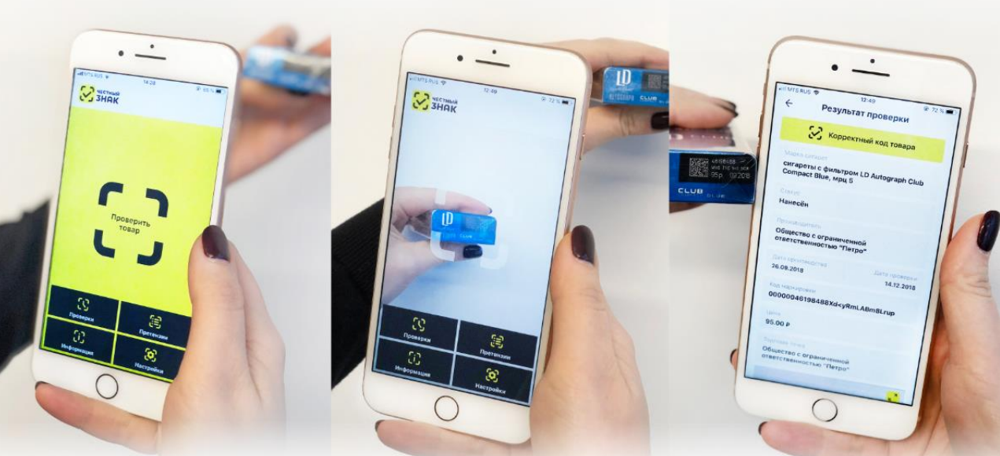 MTS RUS
14:28
65 %
ЧЕСТНЫЙ
ЗНАК
Проверить
товар
Проверки
Претензии
Информация
Настройки
MTS RUS
12:49
72 %
ЧЕСТНЫЙ
ЗНАК
LD
CLUB
Проверки
Претензии
Информация
Настройки
LD
AUTOGRAPH
CLUB
95р. 09.2018
CLUB
BLUE
MTS RUS
12:49
72 %
Результат проверки
Корректный код товара
Марка сигарет
сигареты с фильтром LD Autograph Club
Compact Blue, мрц 5
Статус
Нанесён
Производитель
Общество с ограниченной
ответственностью "Петро"
Дата производства
Дата проверки
26.09.2018
14.12.2018
Код маркировки
00000046198488Xd<yRmLABmBLrup
Цена
95.00 ₽
Торговая точка
Общество с ограниченной
ответственностью "Петро"